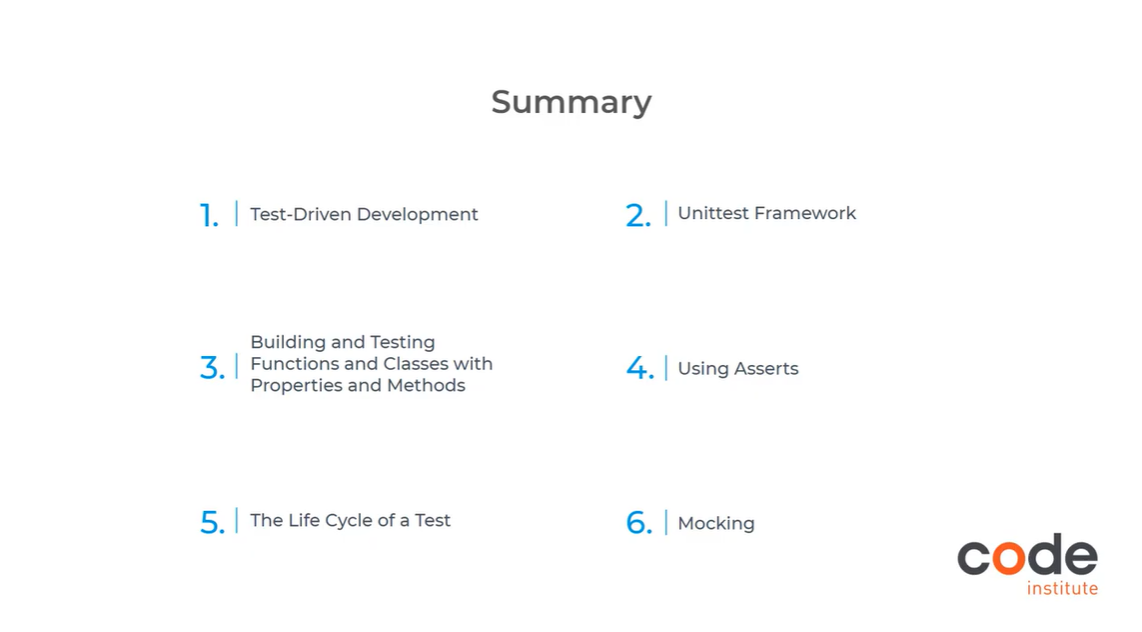 Summary
1. Test-Driven Development
2. Unittest Framework
3. Building and Testing
Functions and Classes with
Properties and Methods
4. Using Asserts
5. The Life Cycle of a Test
6. Mocking
code
institute